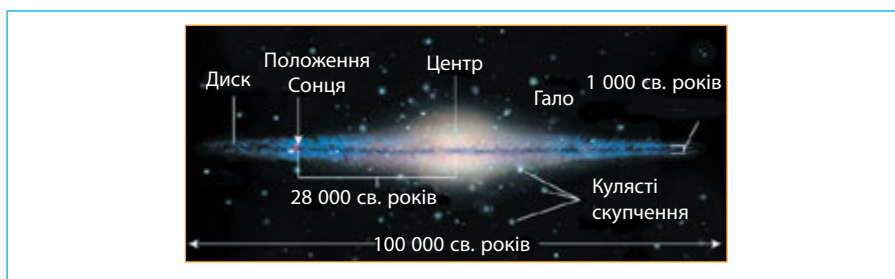 Положення
Сонця
Центр
Диск
Гало
1 000 св. років
28 000 св. років
Кулясті
скупчення
100 000 св. років